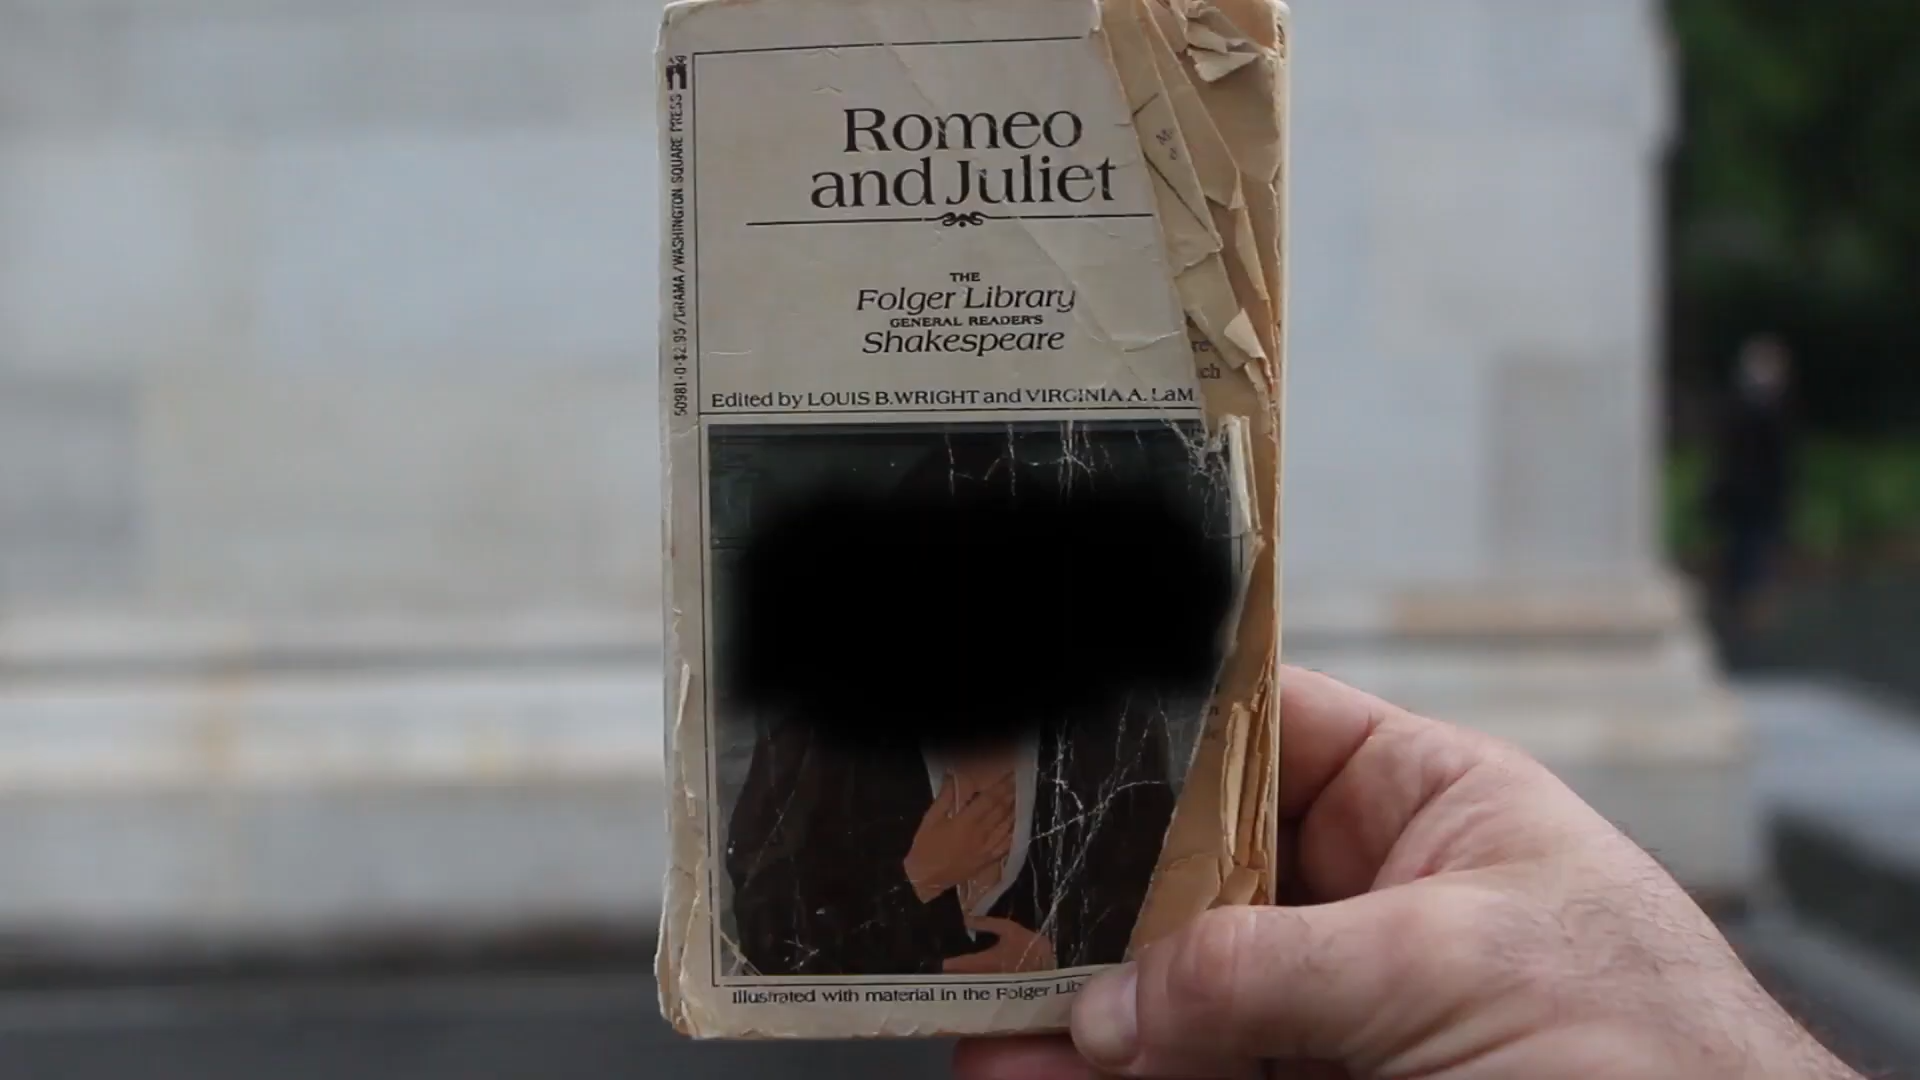 Romeo
and Juliet
THE
Folger Library
GENERAL READER'S
Shakespeare
Edited by LOUIS B. WRIGHT and VIRGINIA A. LaM
Illustrated with material in the Folger Lib
50981-0·$2.95/DRAMA/WASHINGTON SQUARE PRESS